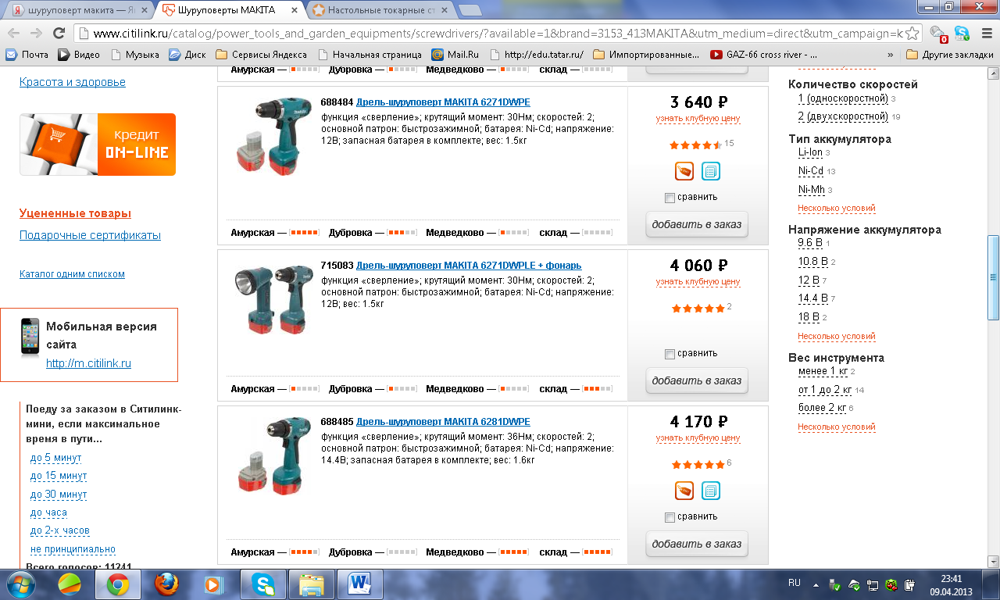 шуруповерт макита — Ян
Шуруповерты MAKITA
Настольные токарные ст
www.citilink.ru/catalog/power_tools_and_garden_equipment/screwdrivers/?available=1&brand=3153_413MAKITA&utm_medium=direct&utm_campaign=k
0
Почта
Видео
Музыка
Диск
Сервисы Яндекса
Начальная страница
Mail.Ru
http://edu.tatar.ru/
Импортированные...
GAZ-66 cross river - ...
»
Другие закладки
Красота и здоровье
Кредит
ON-LINE
Уцененные товары
Подарочные сертификаты
Каталог одним списком
Мобильная версия
сайта
http://m.citilink.ru
Поеду за заказом в Ситилинк-
мини, если максимальное
время в пути...
до 5 минут
до 15 минут
до 30 минут
до часа
до 2-х часов
не принципиально
Всего голосов: 11241
Амурская — Дубровка — Медведково — склад —
688484 Дрель-шуруповерт MAKITA 6271DWPE
функция «сверление»; крутящий момент: 30Нм; скоростей: 2;
основной патрон: быстрозажимной; батарея: Ni-Cd; напряжение:
12В; запасная батарея в комплекте; вес: 1.5кг
Амурская — Дубровка — Медведково — склад —
3 640 ₽
узнать клубную цену
15
сравнить
добавить в заказ
715083 Дрель-шуруповерт MAKITA 6271DWPLE + фонарь
функция «сверление»; крутящий момент: 30Нм; скоростей: 2;
основной патрон: быстрозажимной; батарея: Ni-Cd; напряжение:
12В; вес: 1.5кг
Амурская — Дубровка — Медведково — склад —
4 060 ₽
узнать клубную цену
2
сравнить
добавить в заказ
688485 Дрель-шуруповерт MAKITA 6281DWPE
функция «сверление»; крутящий момент: 36Нм; скоростей: 2;
основной патрон: быстрозажимной; батарея: Ni-Cd; напряжение:
14.4В; запасная батарея в комплекте; вес: 1.6кг
Амурская — Дубровка — Медведково — склад —
4 170 ₽
узнать клубную цену
6
сравнить
добавить в заказ
Количество скоростей
1 (односкоростной) 3
2 (двухскоростной) 19
Тип аккумулятора
Li-Ion 3
Ni-Cd 13
Ni-Mh 3
Несколько условий
Напряжение аккумулятора
9.6 В 1
10.8 В 2
12 В 7
14.4 В 7
18 В 2
Несколько условий
Вес инструмента
менее 1 кг 2
от 1 до 2 кг 14
более 2 кг 6
Несколько условий
RU
23:41
09.04.2013